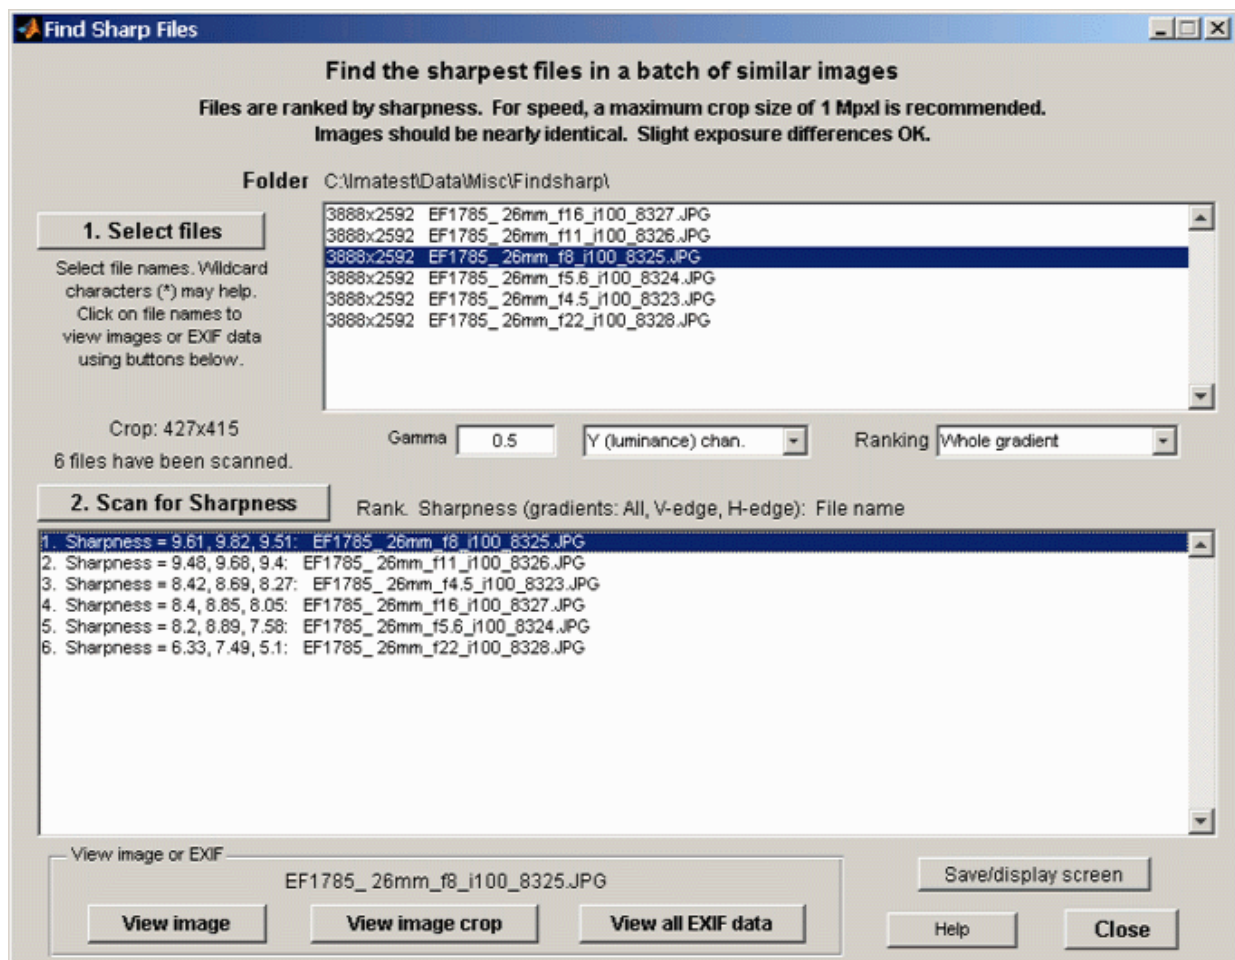 Find Sharp Files
Find the sharpest files in a batch of similar images
Files are ranked by sharpness. For speed, a maximum crop size of 1 Mpxl is recommended.
Images should be nearly identical. Slight exposure differences OK.
Folder C:\Imatest\Data\Misc\Findsharp\
1. Select files
Select file names. Wildcard
characters (*) may help.
Click on file names to
view images or EXIF data
using buttons below.
3888x2592 EF1785_ 26mm_f16_i100_8327.JPG
3888x2592 EF1785_ 26mm_f11_i100_8326.JPG
3888x2592 EF1785_ 26mm_f8_i100_8325.JPG
3888x2592 EF1785_ 26mm_f5.6_i100_8324.JPG
3888x2592 EF1785_ 26mm_f4.5_i100_8323.JPG
3888x2592 EF1785_ 26mm_f22_i100_8328.JPG
Crop: 427x415
6 files have been scanned.
Gamma 0.5 Y (luminance) chan. Ranking Whole gradient
2. Scan for Sharpness
Rank. Sharpness (gradients: All, V-edge, H-edge): File name
1. Sharpness = 9.61, 9.82, 9.51: EF1785_ 26mm_f8_i100_8325.JPG
2. Sharpness = 9.48, 9.68, 9.4: EF1785_ 26mm_f11_i100_8326.JPG
3. Sharpness = 8.42, 8.69, 8.27: EF1785_ 26mm_f4.5_i100_8323.JPG
4. Sharpness = 8.4, 8.85, 8.05: EF1785_ 26mm_f16_i100_8327.JPG
5. Sharpness = 8.2, 8.89, 7.58: EF1785_ 26mm_f5.6_i100_8324.JPG
6. Sharpness = 6.33, 7.49, 5.1: EF1785_ 26mm_f22_i100_8328.JPG
View image or EXIF
EF1785_ 26mm_f8_i100_8325.JPG
View image View image crop View all EXIF data
Save/display screen
Help Close